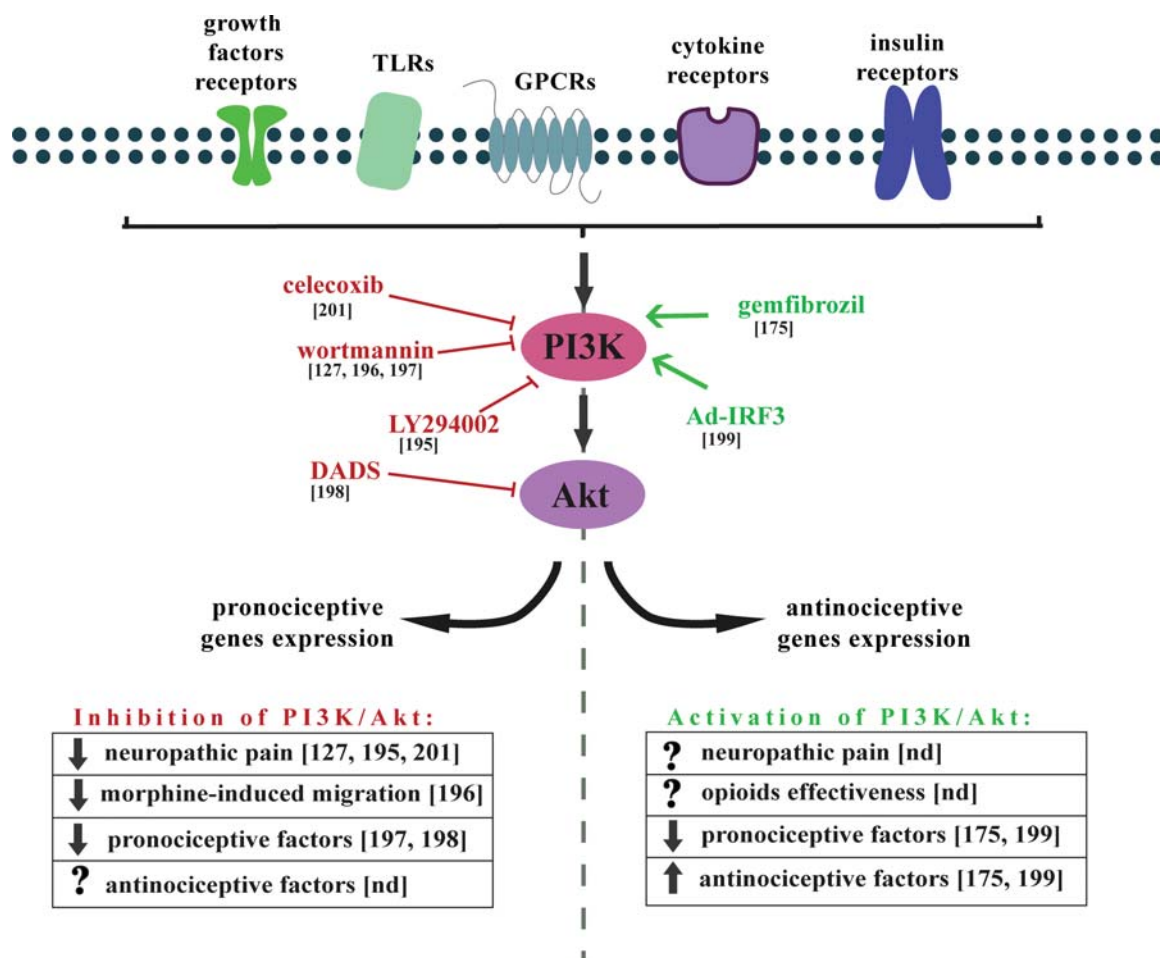 growth
factors
receptors
TLRs
GPCRs
cytokine
receptors
insulin
receptors
celecoxib
[201]
wortmannin
[127, 196, 197]
LY294002
[195]
DADS
[198]
PI3K
Akt
gemfibrozil
[175]
Ad-IRF3
[199]
pronociceptive
genes expression
antinociceptive
genes expression
Inhibition of PI3K/Akt:
neuropathic pain [127, 195, 201]
morphine-induced migration [196]
pronociceptive factors [197, 198]
? antinociceptive factors [nd]
Activation of PI3K/Akt:
? neuropathic pain [nd]
? opioids effectiveness [nd]
pronociceptive factors [175, 199]
antinociceptive factors [175, 199]